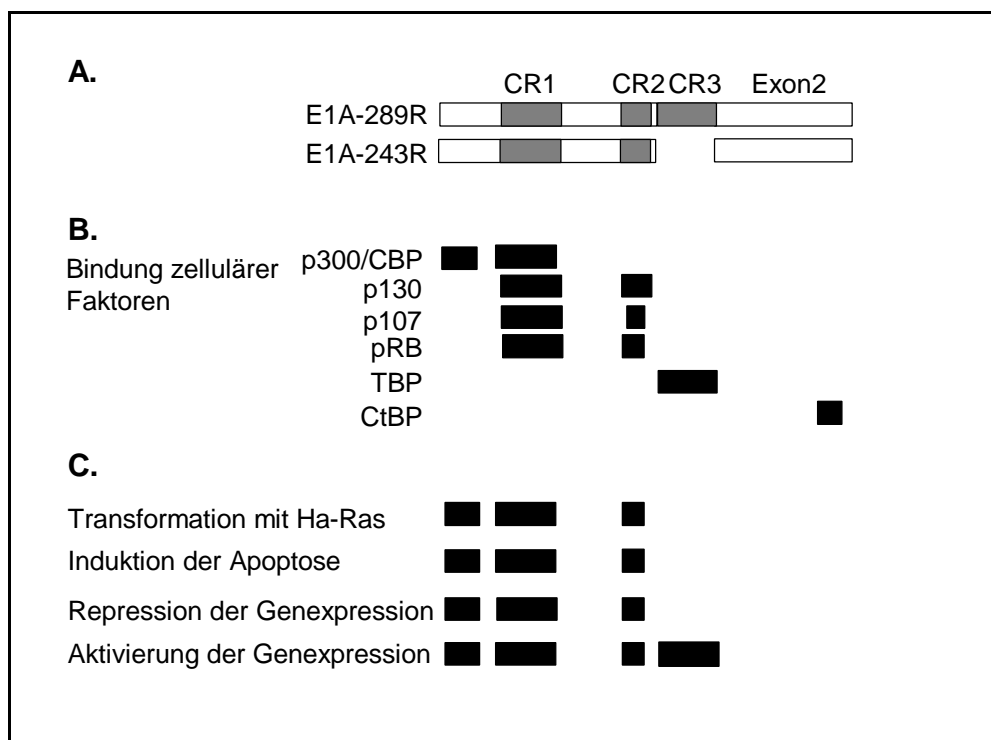 A.
CR1 CR2 CR3 Exon2
E1A-289R
E1A-243R
B.
Bindung zellulärer
Faktoren
p300/CBP
p130
p107
pRB
TBP
CtBP
C.
Transformation mit Ha-Ras
Induktion der Apoptose
Repression der Genexpression
Aktivierung der Genexpression